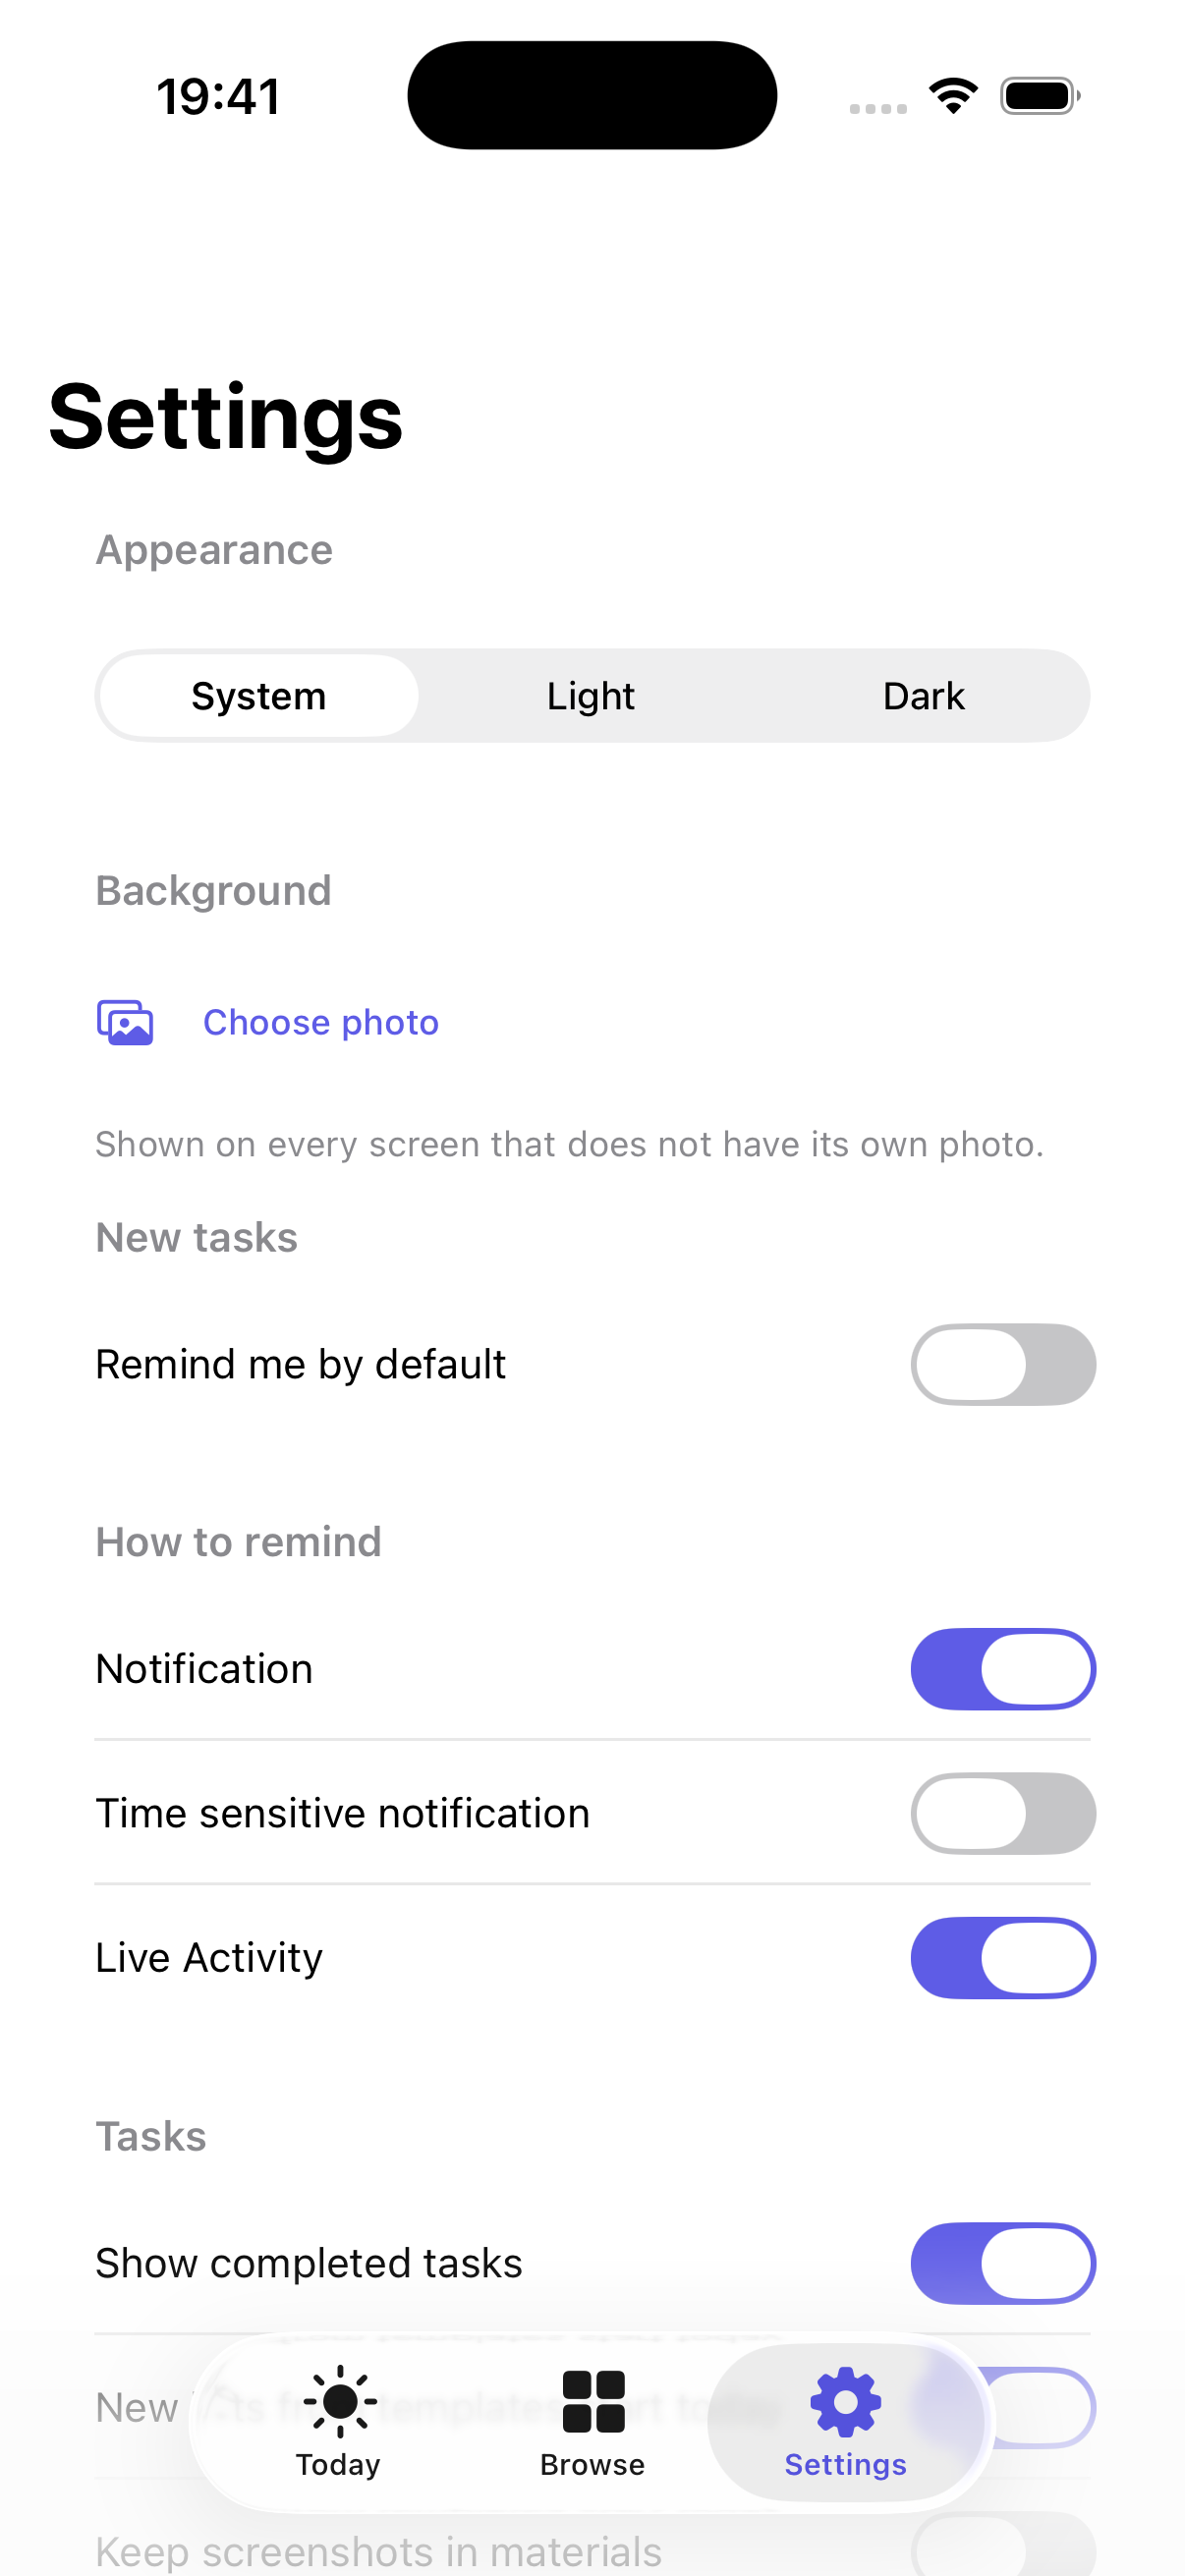 19:41
Settings
Appearance
System Light Dark
Background
Choose photo
Shown on every screen that does not have its own photo.
New tasks
Remind me by default
How to remind
Notification
Time sensitive notification
Live Activity
Tasks
Show completed tasks
New templates today
Today Browse Settings
Keep screenshots in materials